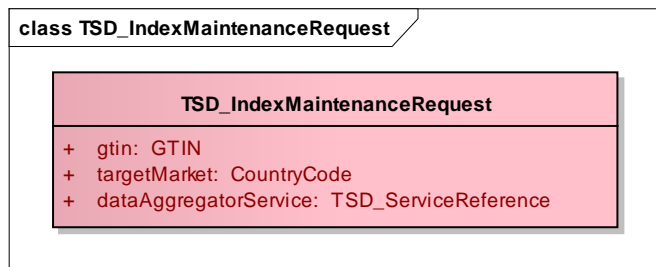 class TSD_IndexMaintenanceRequest
TSD_IndexMaintenanceRequest
+ gtin: GTIN
+ targetMarket: CountryCode
+ dataAggregatorService: TSD_ServiceReference